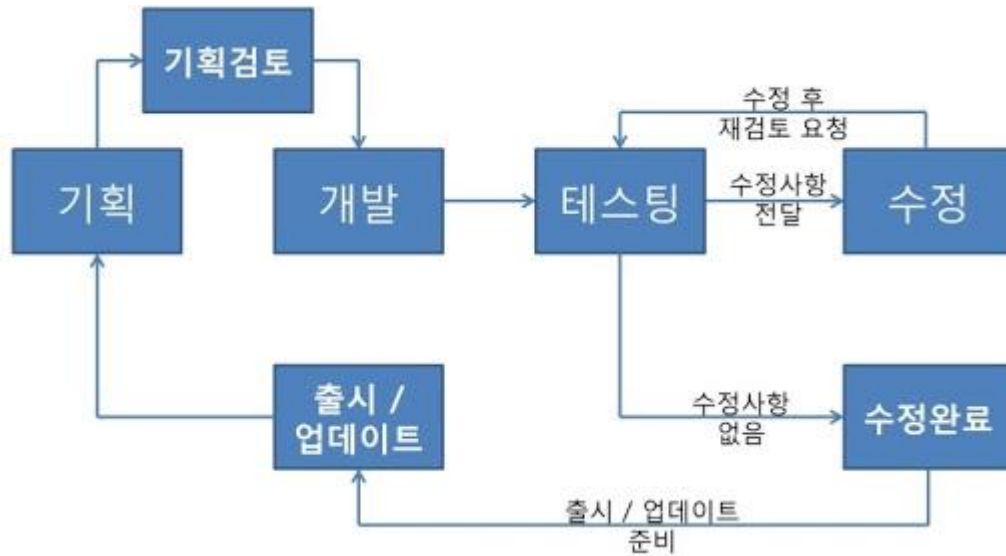 기획검토
수정 후
재검토 요청
기획
개발
테스팅
수정사항
전달
수정
출시 /
업데이트
수정사항
없음
수정완료
출시 / 업데이트
준비